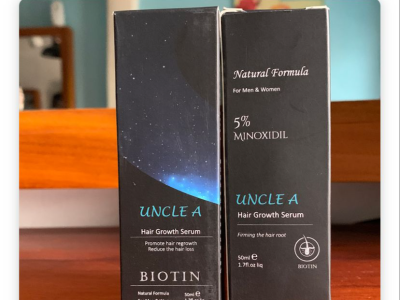 UNCLE A
Hair Growth Serum
Promote hair regrowth
Reduce the hair loss
BIOTIN
Natural Formula
50ml ℮
Natural Formula
For Men & Women
5%
MINOXIDIL
UNCLE A
Hair Growth Serum
Firming the hair root
50ml ℮
1.7fl oz liq
BIOTIN